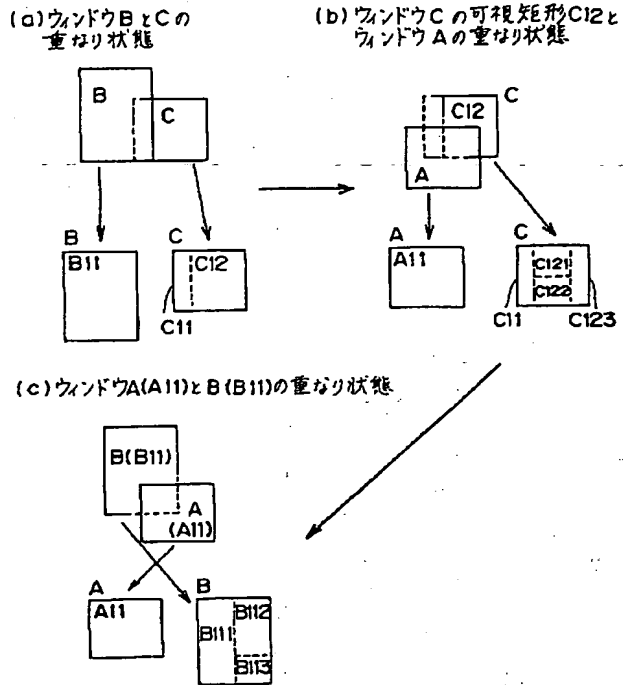 (a)ウィンドウBとCの
重なり状態
B
C
B
B11
C
C12
C11
(b)ウィンドウCの可視矩形C12と
ウィンドウAの重なり状態
C
C12
A
A
A11
C
C121
C122
C11
C123
(c)ウィンドウA(A11)とB(B11)の重なり状態
B(B11)
A
(A11)
A
A11
B
B111
B112
B113